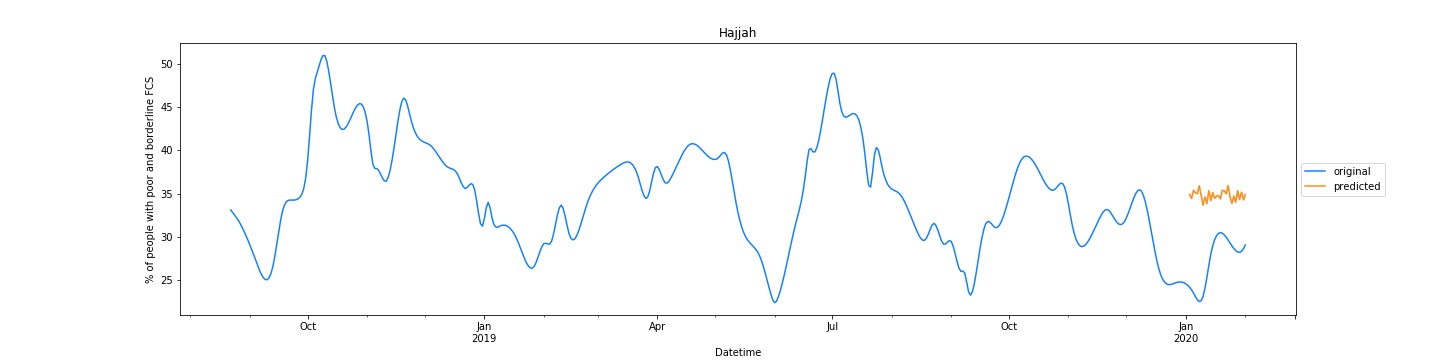 Hajjah
% of people with poor and borderline FCS
50
45
40
35
30
25
Oct
Jan
2019
Apr
Jul
Oct
Jan
2020
Datetime
original
predicted